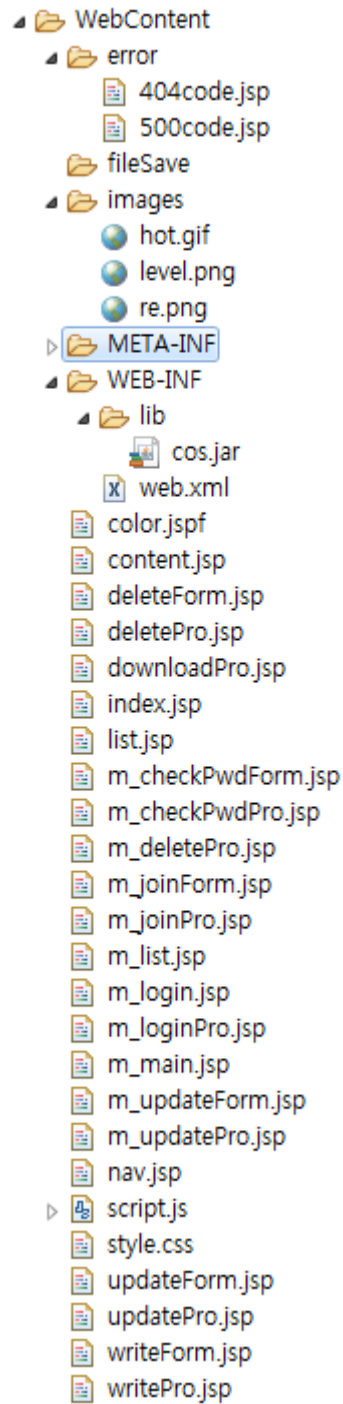 WebContent
error
404code.jsp
500code.jsp
fileSave
images
hot.gif
level.png
re.png
META-INF
WEB-INF
lib
cos.jar
web.xml
color.jspf
content.jsp
deleteForm.jsp
deletePro.jsp
downloadPro.jsp
index.jsp
list.jsp
m_checkPwdForm.jsp
m_checkPwdPro.jsp
m_deletePro.jsp
m_joinForm.jsp
m_joinPro.jsp
m_list.jsp
m_login.jsp
m_loginPro.jsp
m_main.jsp
m_updateForm.jsp
m_updatePro.jsp
nav.jsp
script.js
style.css
updateForm.jsp
updatePro.jsp
writeForm.jsp
writePro.jsp